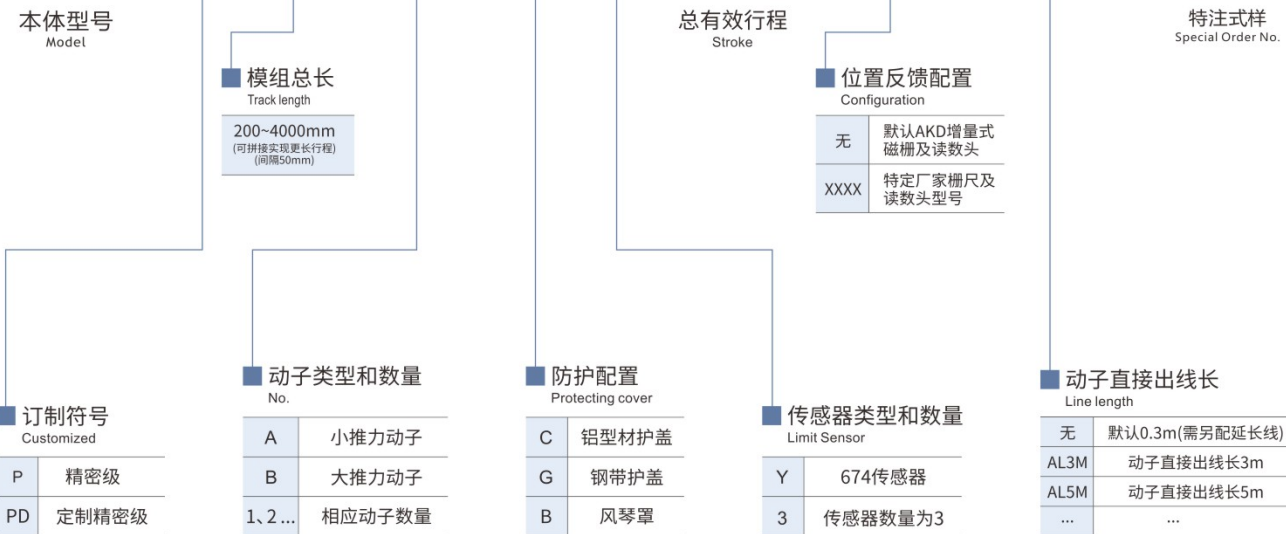 本体型号
Model
总有效行程
Stroke
特注式样
Special Order No.
模组总长
Track length
200~4000mm
(可拼接实现更长行程)
(间隔50mm)
位置反馈配置
Configuration
无 默认AKD增量式
磁栅及读数头
XXXX 特定厂家栅尺及
读数头型号
订制符号
Customized
P 精密级
PD 定制精密级
动子类型和数量
No.
A 小推力动子
B 大推力动子
1、2... 相应动子数量
防护配置
Protecting cover
C 铝型材护盖
G 钢带护盖
B 风琴罩
传感器类型和数量
Limit Sensor
Y 674传感器
3 传感器数量为3
动子直接出线长
Line length
无 默认0.3m(需另配延长线)
AL3M 动子直接出线长3m
AL5M 动子直接出线长5m
... ...